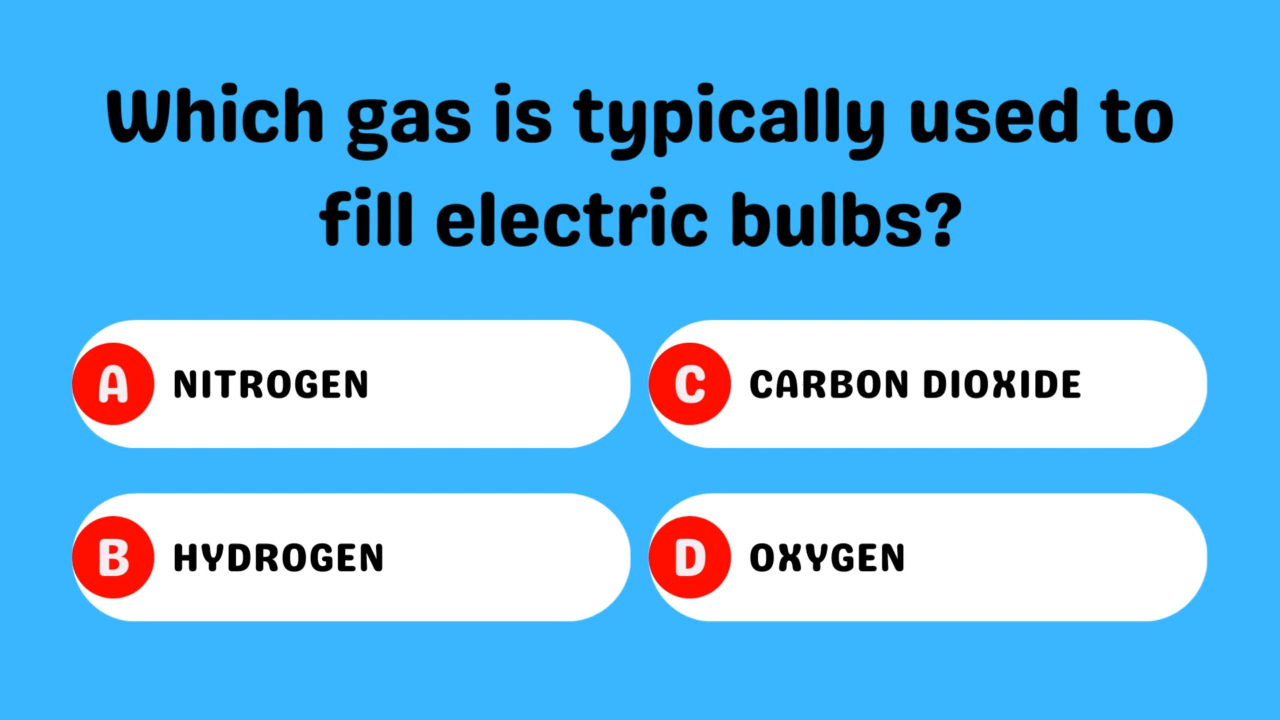 Which gas is typically used to
fill electric bulbs?
A NITROGEN
C CARBON DIOXIDE
B HYDROGEN
D OXYGEN